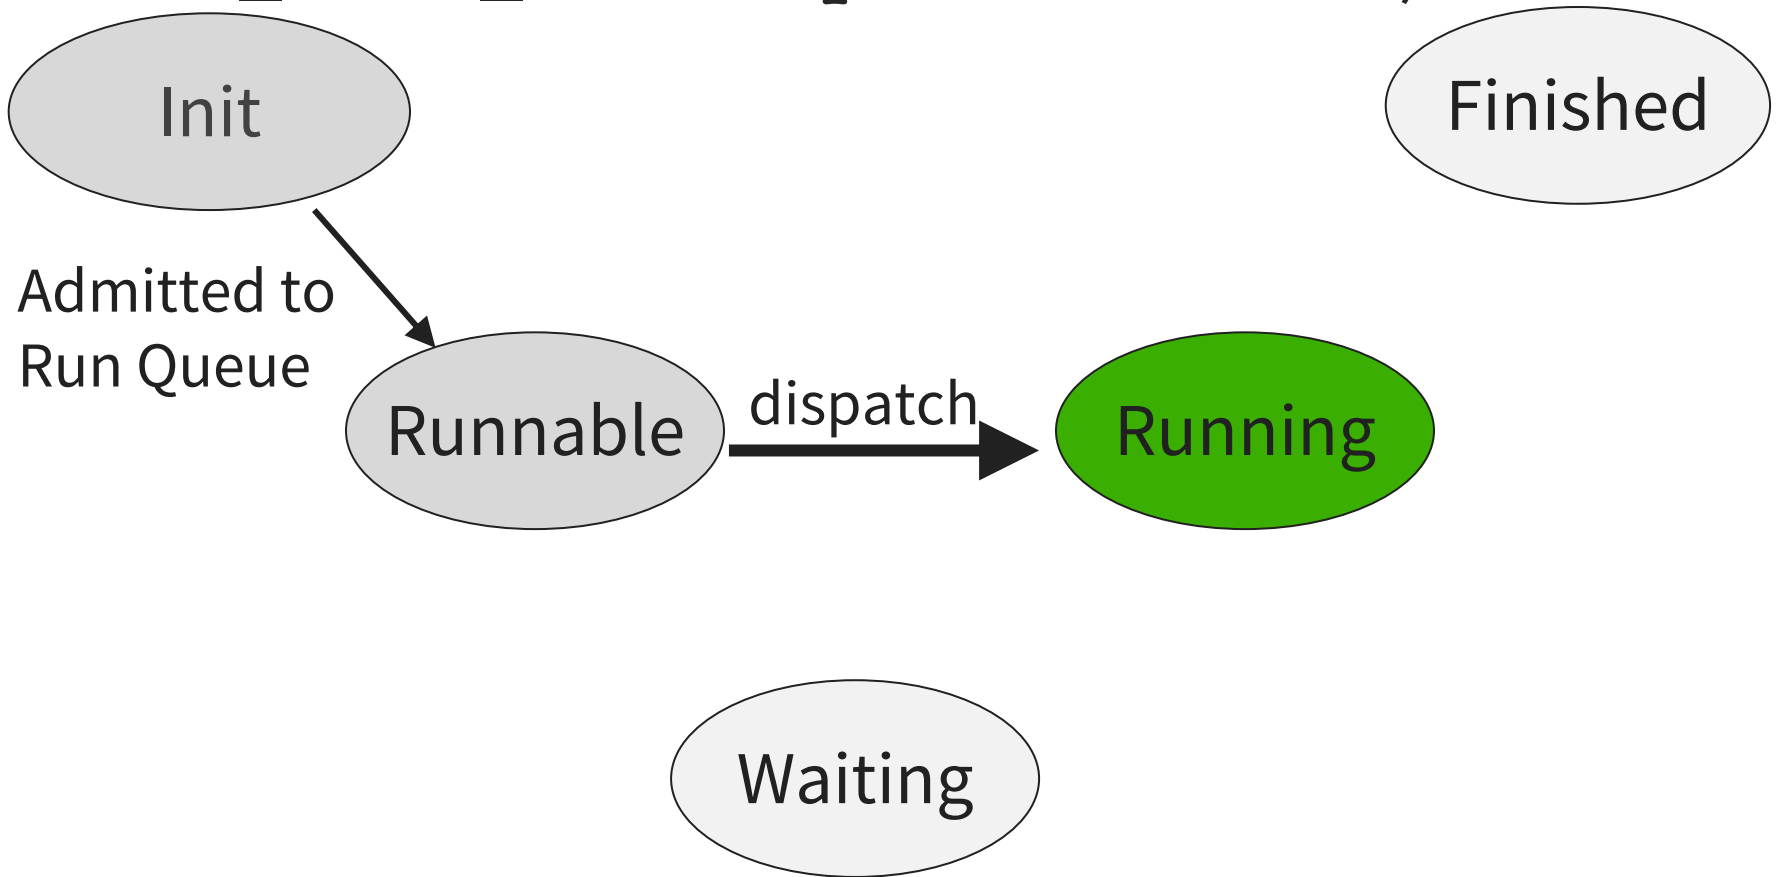 Init
Finished
Admitted to
Run Queue
Runnable
dispatch
Running
Waiting